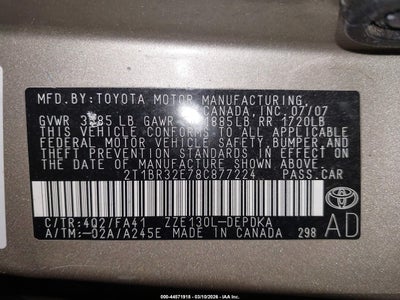 MFD.BY:TOYOTA MOTOR MANUFACTURING,
CANADA, INC.07/07
GVWR 3585 LB GAWR 1885LB RR 1720LB
THIS VEHICLE CONFORMS TO ALL APPLICABLE
FEDERAL MOTOR VEHICLE SAFETY, BUMPER,
AND THEFT PREVENTION STANDARDS IN EFFECT
ON THE DATE OF MANUFACTURE SHOWN ABOVE.
2T1BR32E78C877224 PASS.CAR
C/TR:4Q2/FA41 ZZE130L-DEPDKA
A/TM:-02A/A245E MADE IN CANADA 298
TOYOTA
AD
000-44571918 - 03/10/2026 - IAA Inc.